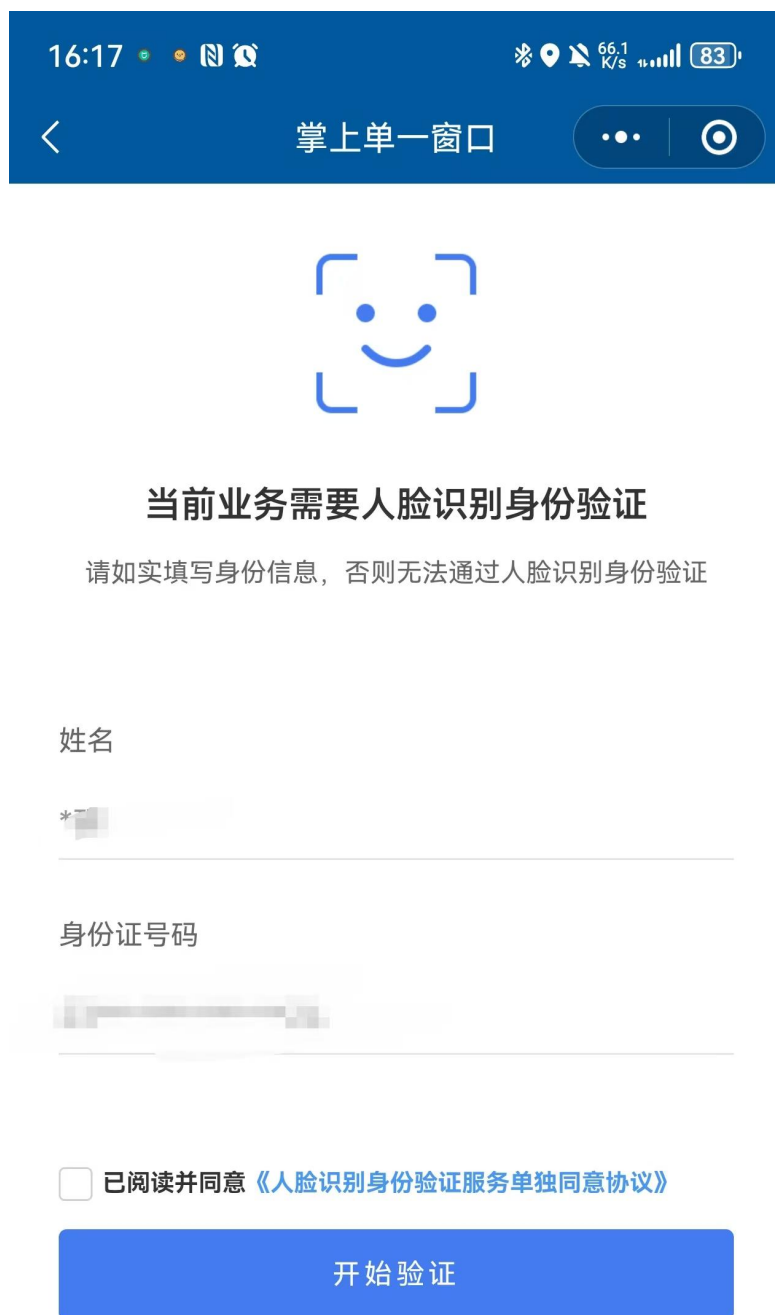 16:17
66.1
K/s
83
掌上单一窗口
当前业务需要人脸识别身份验证
请如实填写身份信息，否则无法通过人脸识别身份验证
姓名
*
身份证号码
已阅读并同意《人脸识别身份验证服务单独同意协议》
开始验证